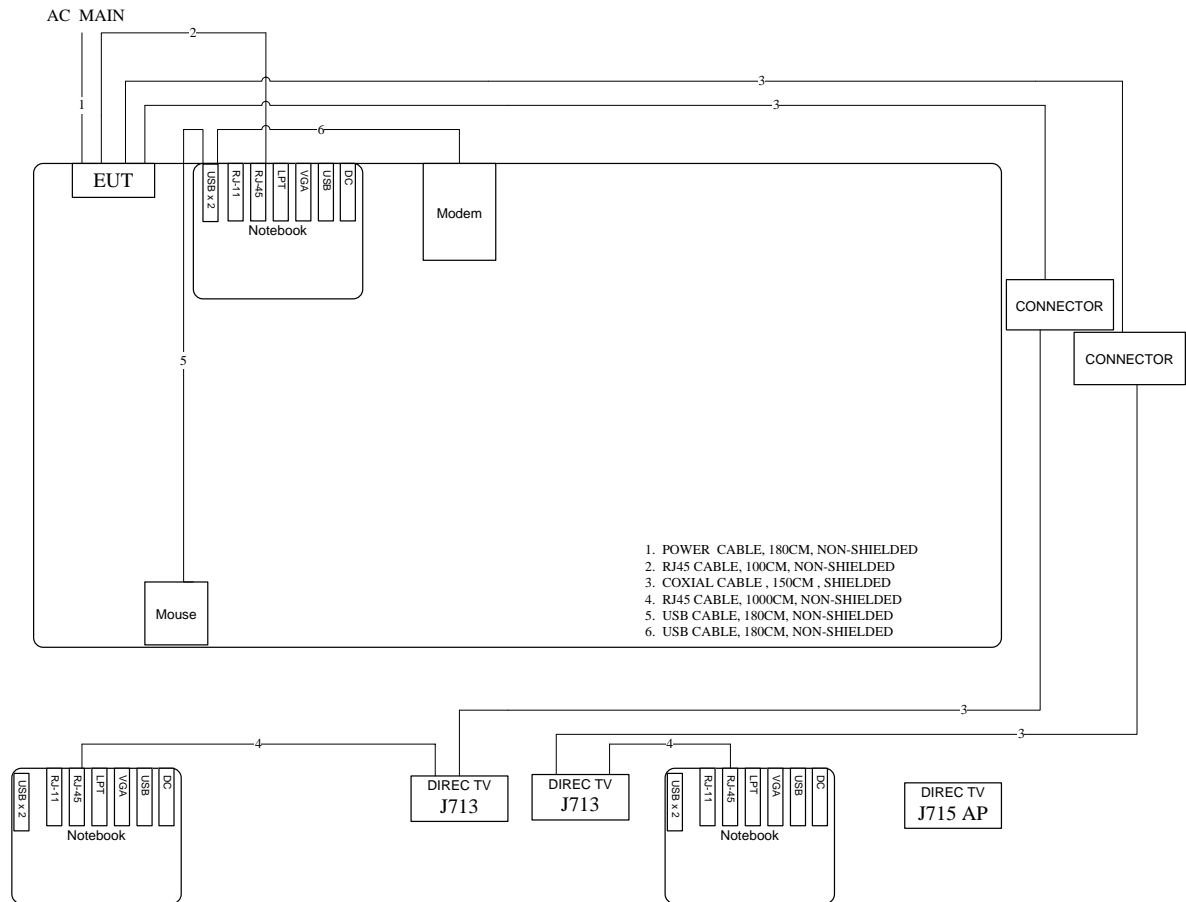 AC MAIN
2
3
1
3
6
EUT
USB x 2
RJ-11
RJ-45
LPT
VGA
USB
DC
Notebook
Modem
CONNECTOR
CONNECTOR
5
Mouse
1. POWER CABLE, 180CM, NON-SHIELDED
2. RJ45 CABLE, 100CM, NON-SHIELDED
3. COXIAL CABLE , 150CM , SHIELDED
4. RJ45 CABLE, 1000CM, NON-SHIELDED
5. USB CABLE, 180CM, NON-SHIELDED
6. USB CABLE, 180CM, NON-SHIELDED
3
3
4
4
USB x 2
RJ-11
RJ-45
LPT
VGA
USB
DC
Notebook
DIREC TV
J713
DIREC TV
J713
USB x 2
RJ-11
RJ-45
LPT
VGA
USB
DC
Notebook
DIREC TV
J715 AP